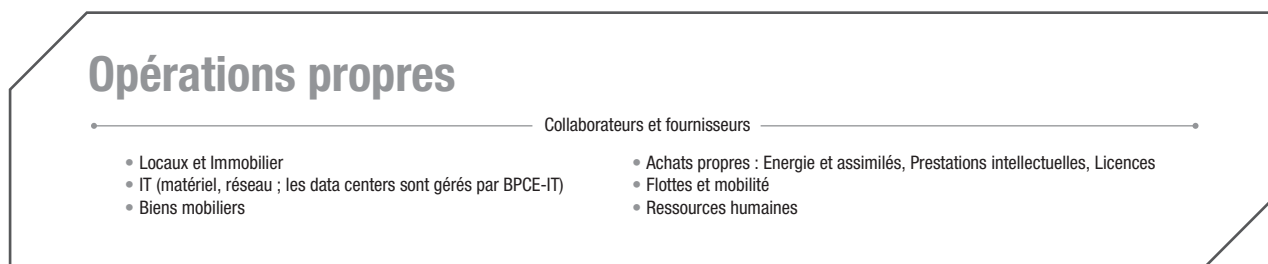 Opérations propres
Collaborateurs et fournisseurs
• Locaux et Immobilier
• IT (matériel, réseau ; les data centers sont gérés par BPCE-IT)
• Biens mobiliers
• Achats propres : Energie et assimilés, Prestations intellectuelles, Licences
• Flottes et mobilité
• Ressources humaines